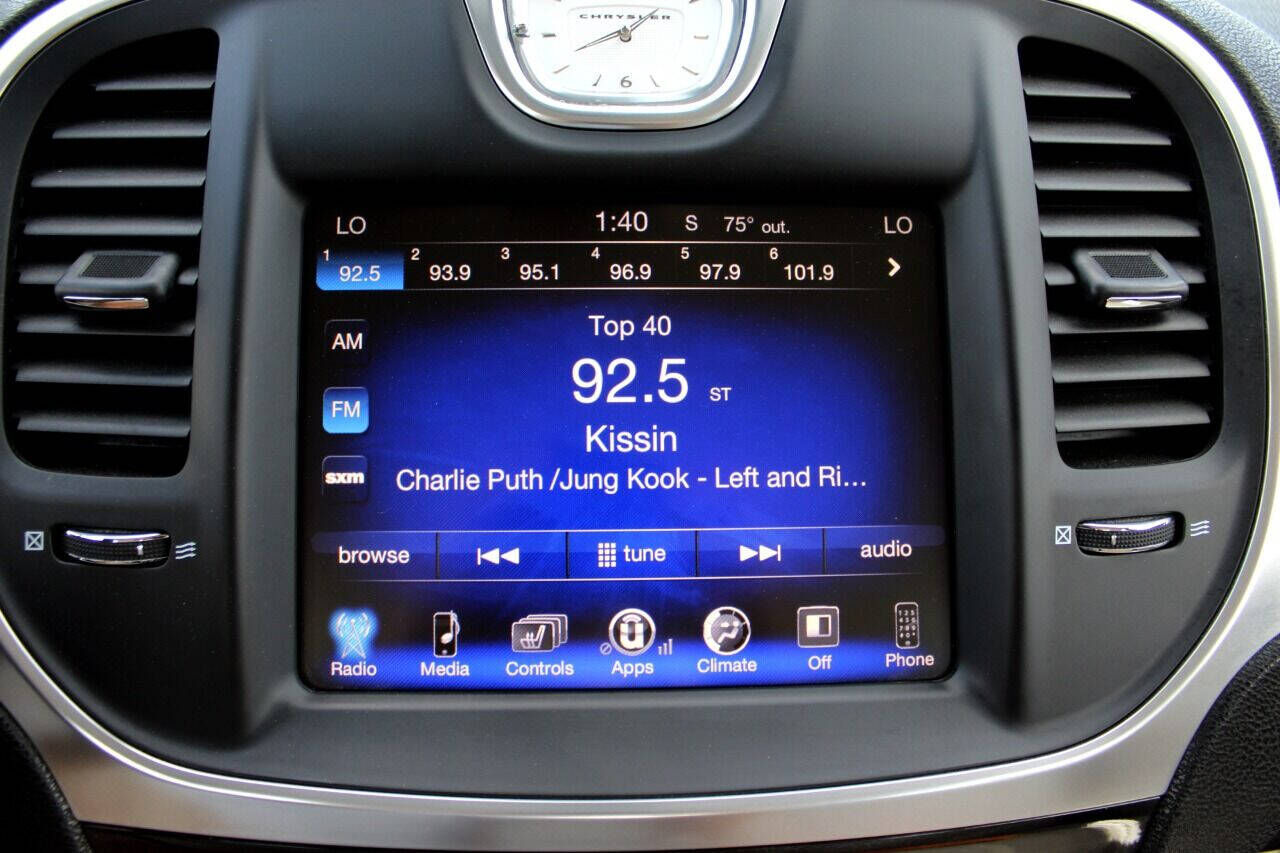 CHRYSLER
6
LO 1:40 S 75° out. LO
1 92.5 2 93.9 3 95.1 4 96.9 5 97.9 6 101.9
Top 40
AM
92.5 ST
FM
Kissin
sxm
Charlie Puth /Jung Kook - Left and Ri...
browse tune audio
Radio Media Controls Apps Climate Off Phone